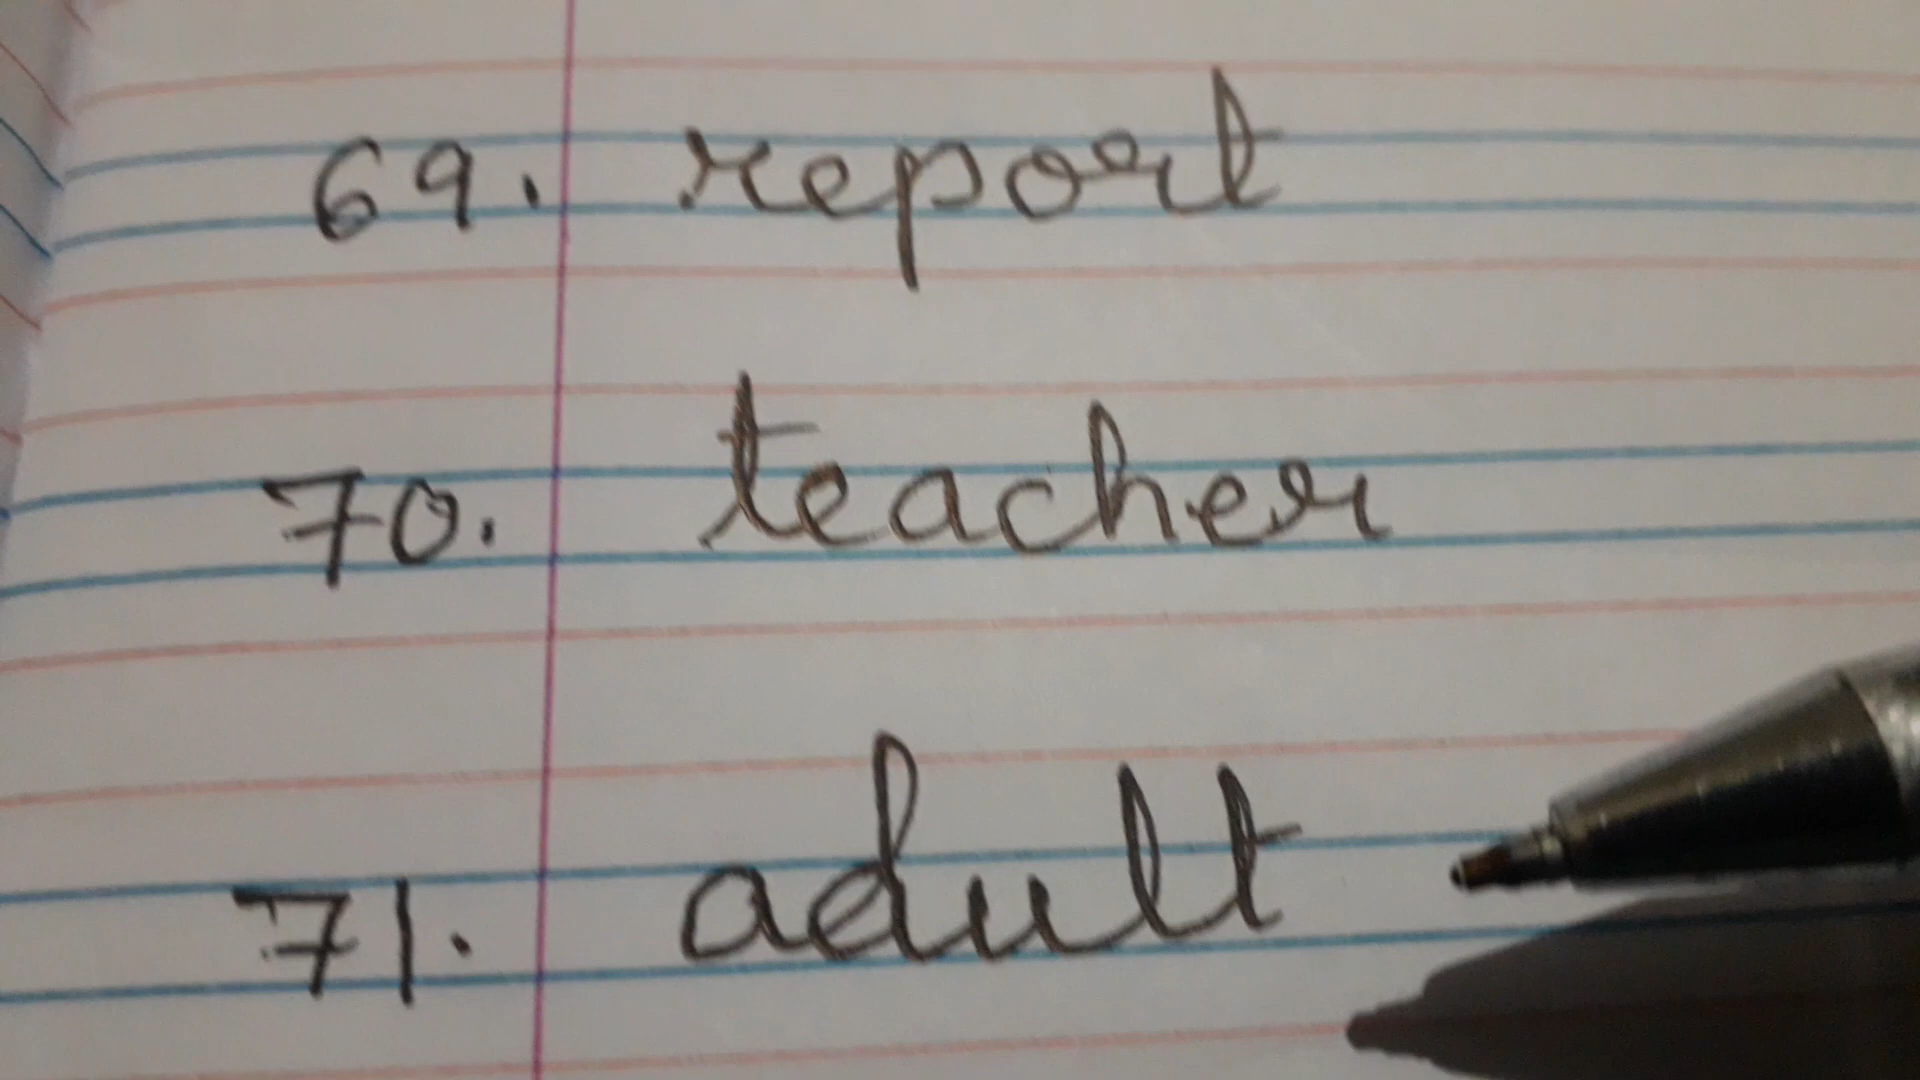 69. report
70. teacher
71. adult